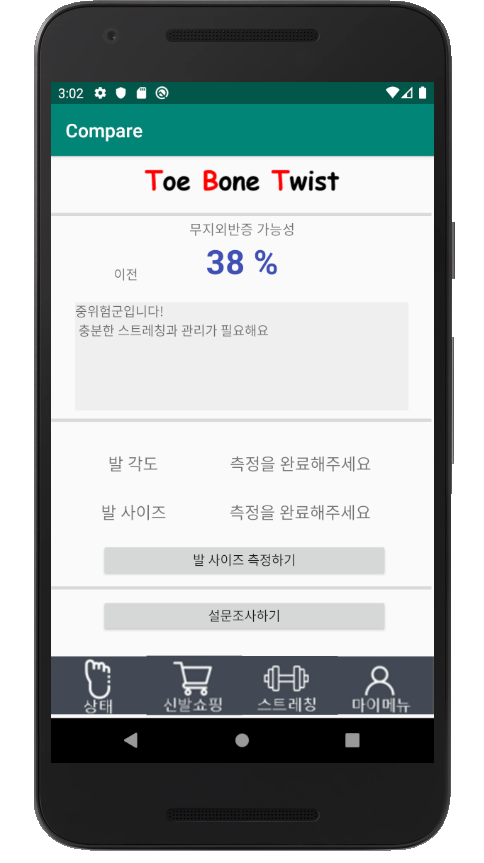 3:02
Compare
Toe Bone Twist
무지외반증 가능성
38 %
이전
중위험군입니다!
충분한 스트레칭과 관리가 필요해요
발 각도 측정을 완료해주세요
발 사이즈 측정을 완료해주세요
발 사이즈 측정하기
설문조사하기
상태 신발쇼핑 스트레칭 마이메뉴